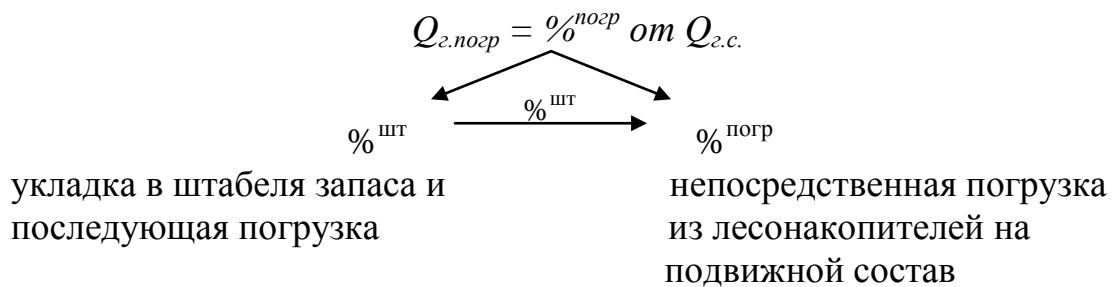 Qг.погр = %погр от Qг.с.
%шт
%шт %погр
укладка в штабеля запаса и непосредственная погрузка
последующая погрузка из лесонакопителей на
подвижной состав